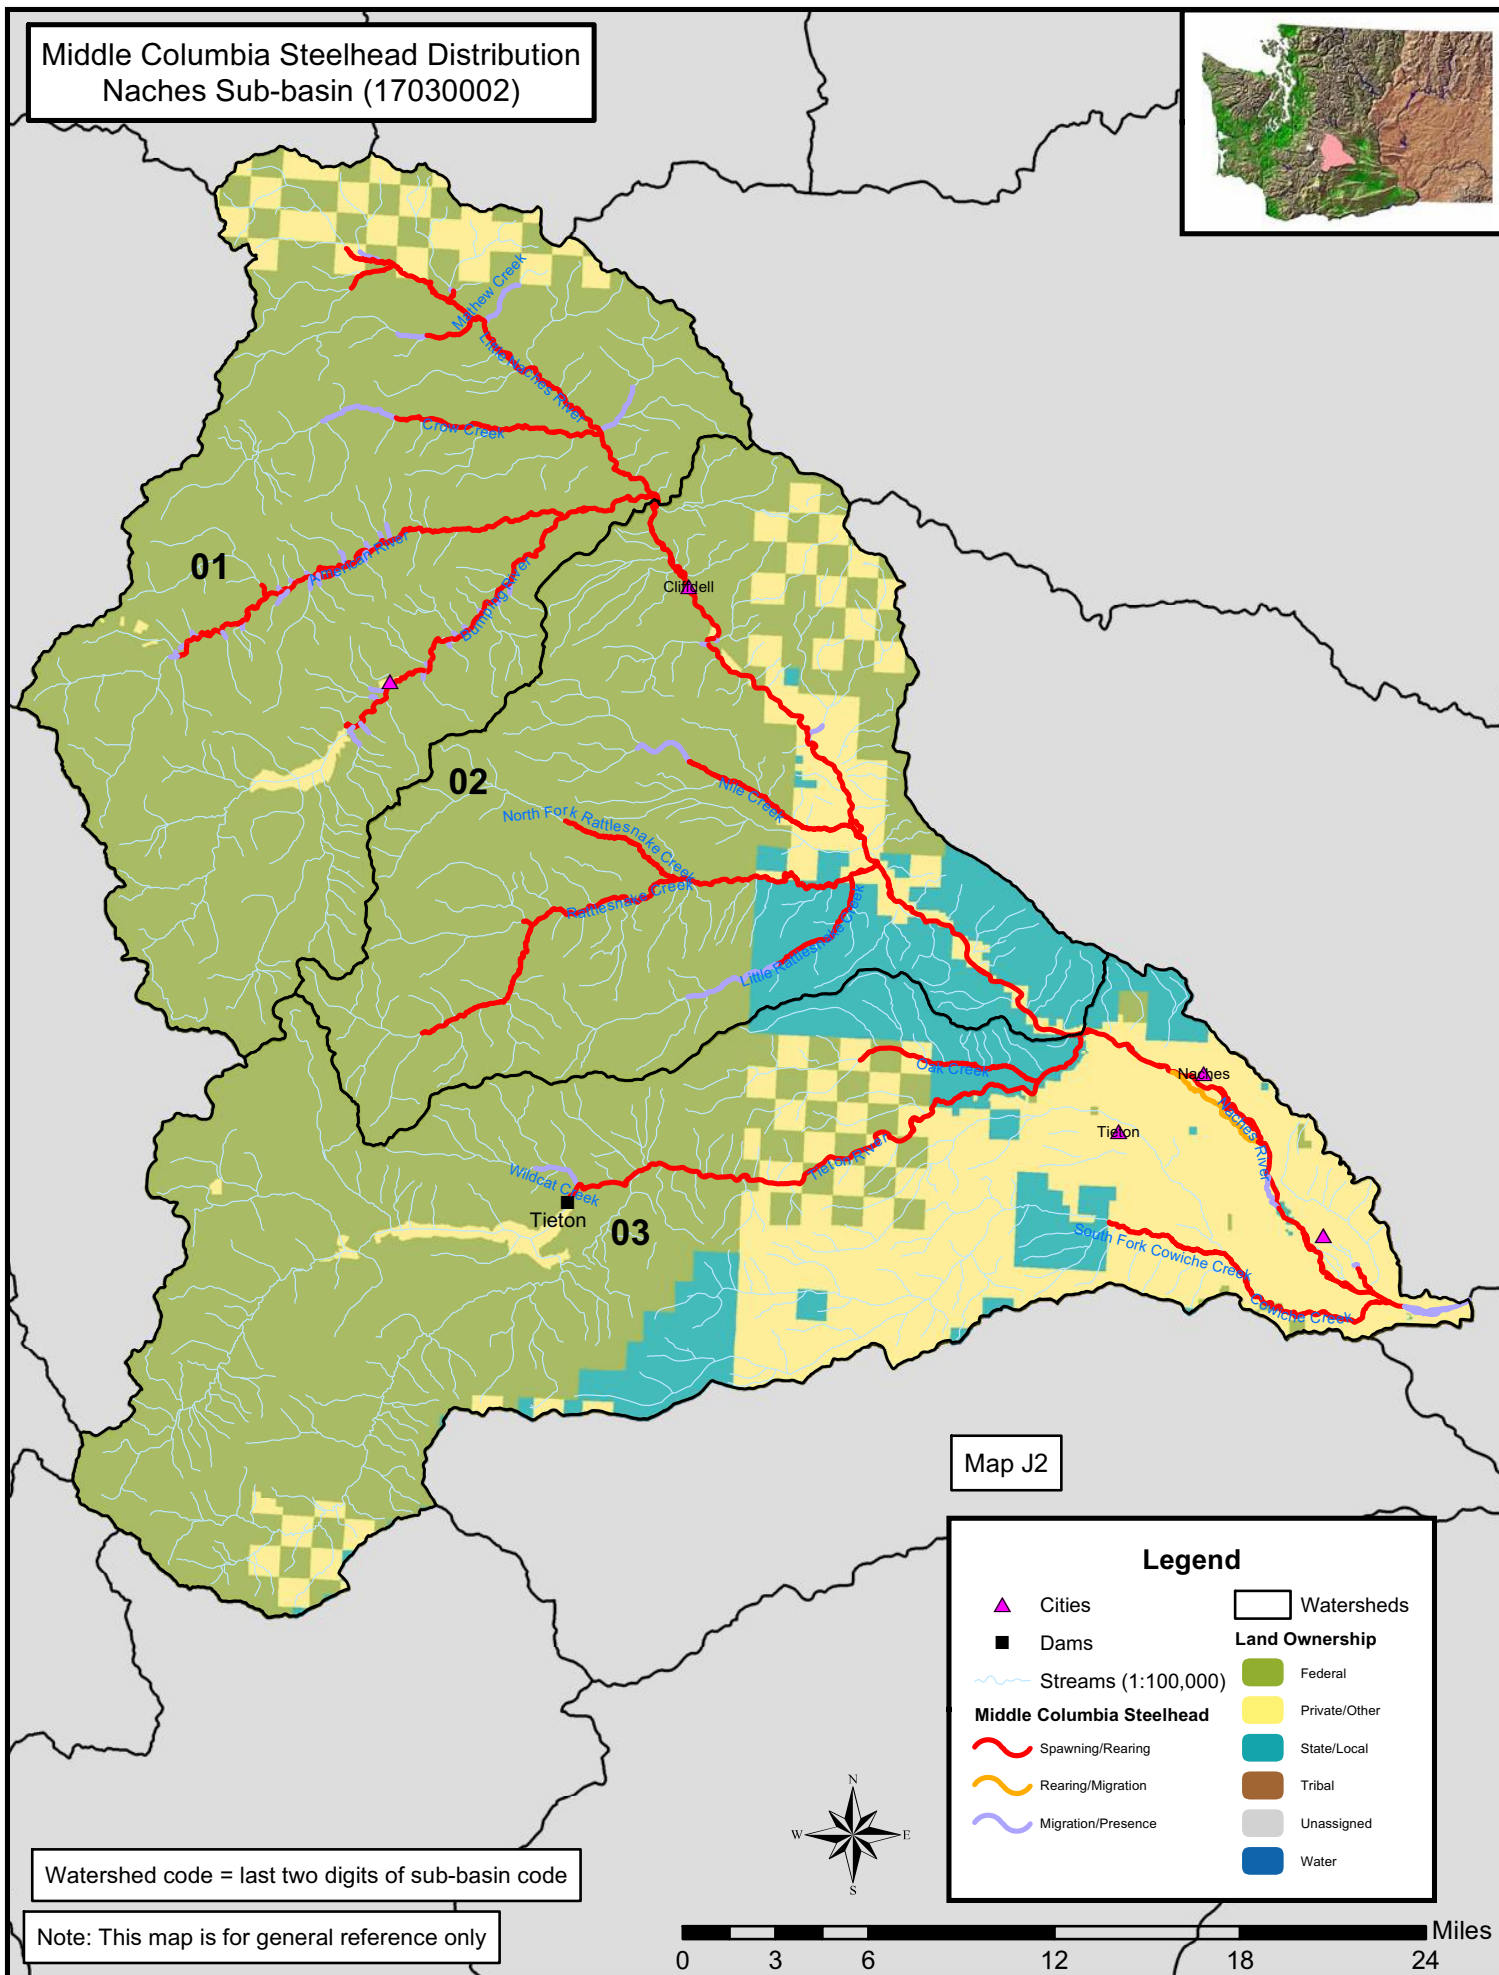 Middle Columbia Steelhead Distribution
Naches Sub-basin (17030002)
Mathew Creek
Little Naches River
Crow Creek
01
American River
Bumping River
Cliffdell
02
Nile Creek
North Fork Rattlesnake Creek
Rattlesnake Creek
Little Rattlesnake Creek
Oak Creek
Naches
Naches River
Tieton
Tieton River
Wildcat Creek
Tieton
03
South Fork Cowiche Creek
Cowiche Creek
Map J2
Legend
Cities
Dams
Streams (1:100,000)
Middle Columbia Steelhead
Spawning/Rearing
Rearing/Migration
Migration/Presence
Watersheds
Land Ownership
Federal
Private/Other
State/Local
Tribal
Unassigned
Water
N
W E
S
Watershed code = last two digits of sub-basin code
Note: This map is for general reference only
Miles
0 3 6 12 18 24